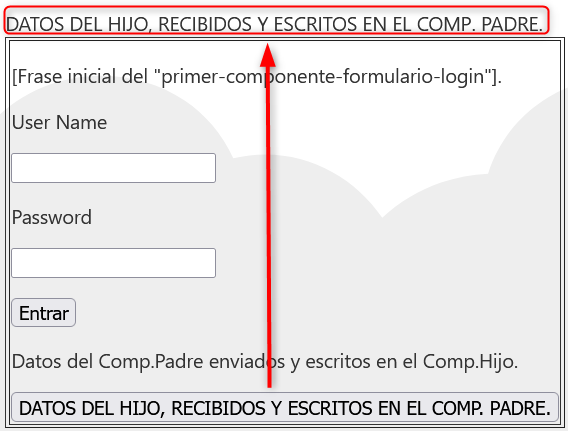 DATOS DEL HIJO, RECIBIDOS Y ESCRITOS EN EL COMP. PADRE.
[Frase inicial del "primer-componente-formulario-login"].
User Name
Password
Entrar
Datos del Comp.Padre enviados y escritos en el Comp.Hijo.
DATOS DEL HIJO, RECIBIDOS Y ESCRITOS EN EL COMP. PADRE.